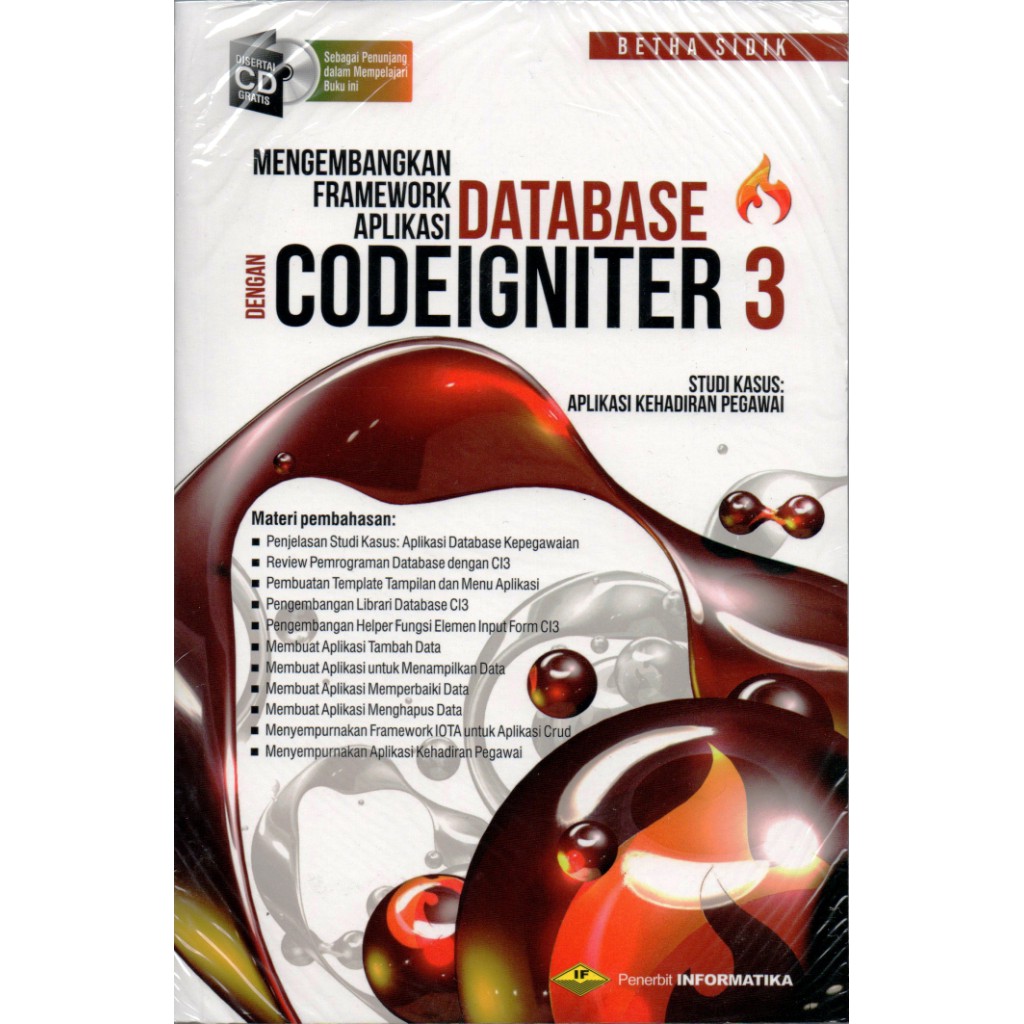 BETHA SIDIK
DISERTAI
CD
GRATIS
Sebagai Penunjang
dalam Mempelajari
Buku ini
MENGEMBANGKAN
FRAMEWORK
APLIKASI
DATABASE
DENGAN
CODEIGNITER 3
STUDI KASUS:
APLIKASI KEHADIRAN PEGAWAI
Materi pembahasan:
■ Penjelasan Studi Kasus: Aplikasi Database Kepegawaian
■ Review Pemrograman Database dengan CI3
■ Pembuatan Template Tampilan dan Menu Aplikasi
■ Pengembangan Librari Database CI3
■ Pengembangan Helper Fungsi Elemen Input Form CI3
■ Membuat Aplikasi Tambah Data
■ Membuat Aplikasi untuk Menampilkan Data
■ Membuat Aplikasi Memperbaiki Data
■ Membuat Aplikasi Menghapus Data
■ Menyempurnakan Framework IOTA untuk Aplikasi Crud
■ Menyempurnakan Aplikasi Kehadiran Pegawai
IF
Penerbit INFORMATIKA